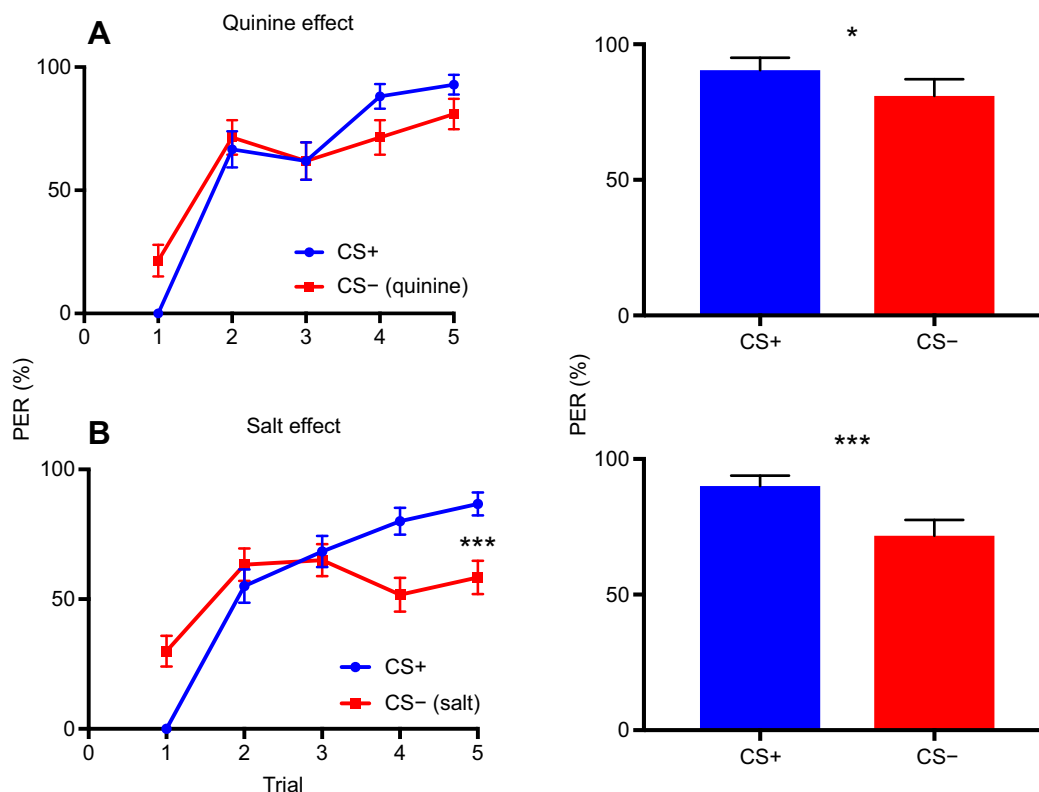 A
Quinine effect
100
50
0
0
1
2
3
4
5
CS+
CS− (quinine)
*
100
50
0
CS+
CS−
PER (%)
PER (%)
B
Salt effect
100
50
0
0
1
2
3
4
5
***
CS+
CS− (salt)
Trial
***
100
50
0
CS+
CS−